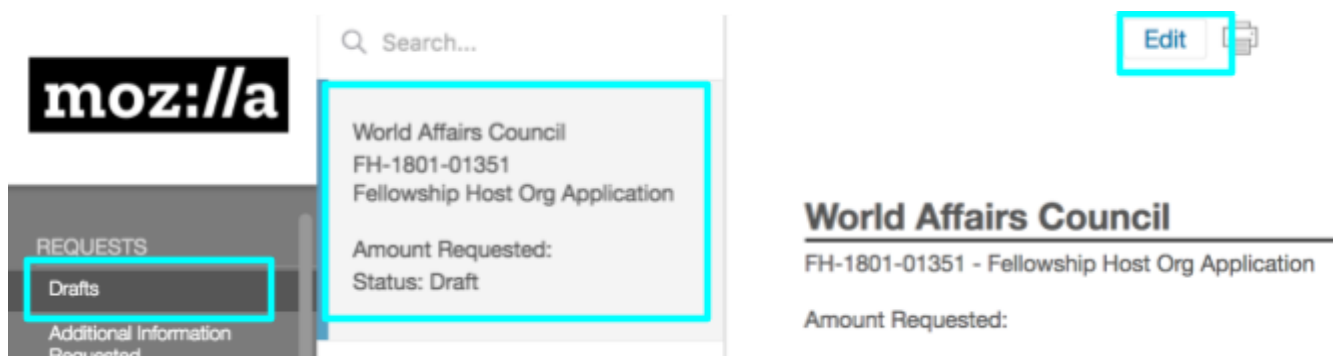 moz://a
REQUESTS
Drafts
Additional Information
Requested
Search...
World Affairs Council
FH-1801-01351
Fellowship Host Org Application
Amount Requested:
Status: Draft
Edit
World Affairs Council
FH-1801-01351 - Fellowship Host Org Application
Amount Requested: